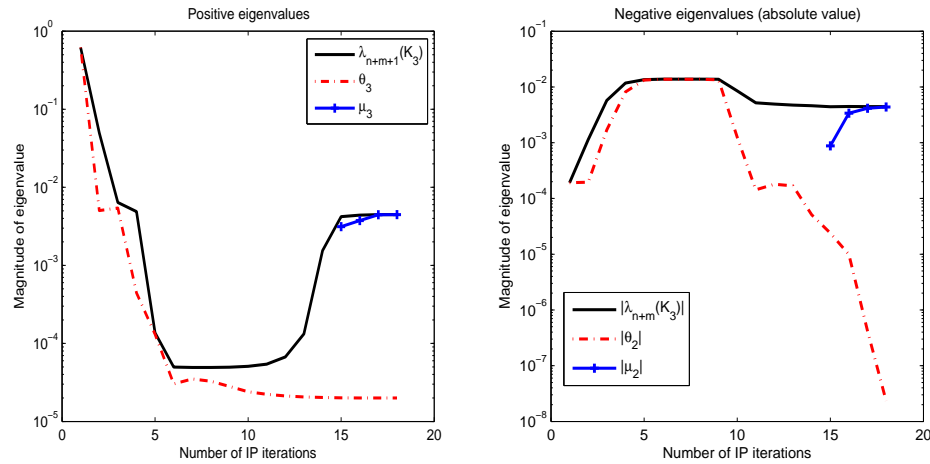 Positive eigenvalues
10^0
10^-1
10^-2
10^-3
10^-4
10^-5
0
5
10
15
20
Magnitude of eigenvalue
Number of IP iterations
λ_{n+m+1}(K_3)
θ_3
μ_3
Negative eigenvalues (absolute value)
10^-1
10^-2
10^-3
10^-4
10^-5
10^-6
10^-7
10^-8
0
5
10
15
20
Magnitude of eigenvalue
Number of IP iterations
|λ_{n+m}(K_3)|
|θ_2|
|μ_2|